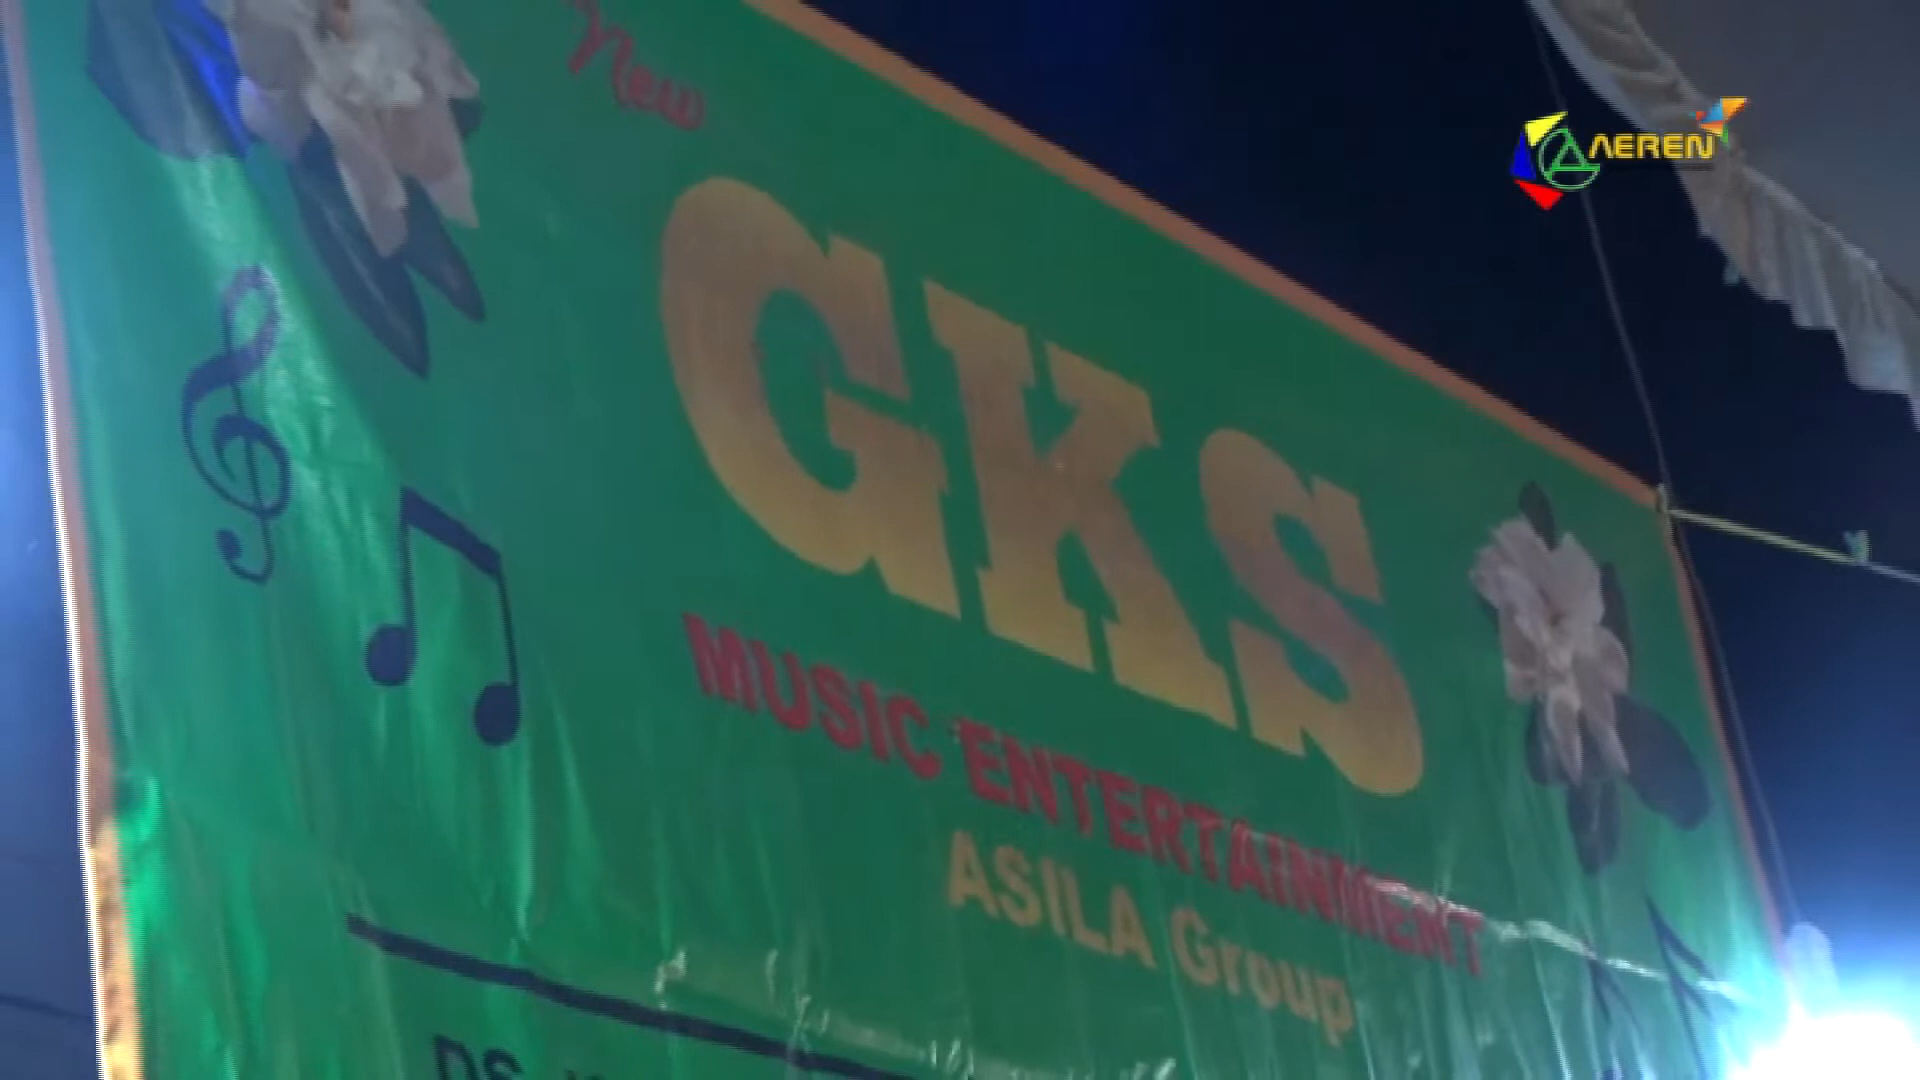 New
GKS
MUSIC ENTERTAINMENT
ASILA Group
AEREN